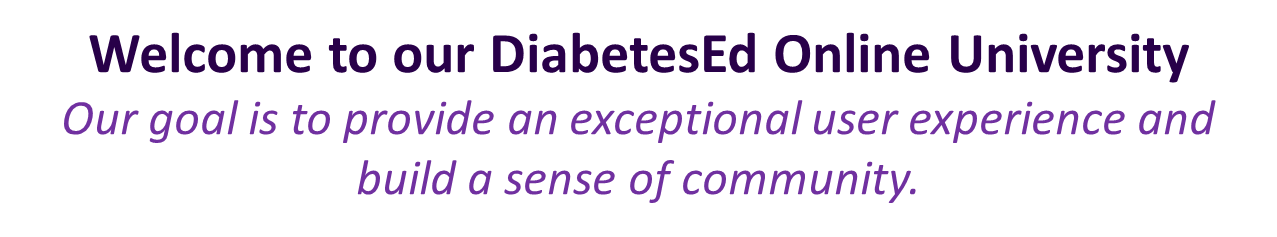 Welcome to our DiabetesEd Online University
Our goal is to provide an exceptional user experience and
build a sense of community.